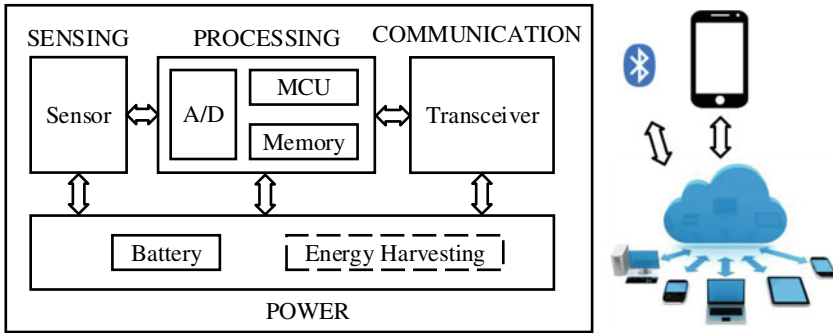 SENSING PROCESSING COMMUNICATION
Sensor A/D MCU Memory Transceiver
Battery Energy Harvesting
POWER